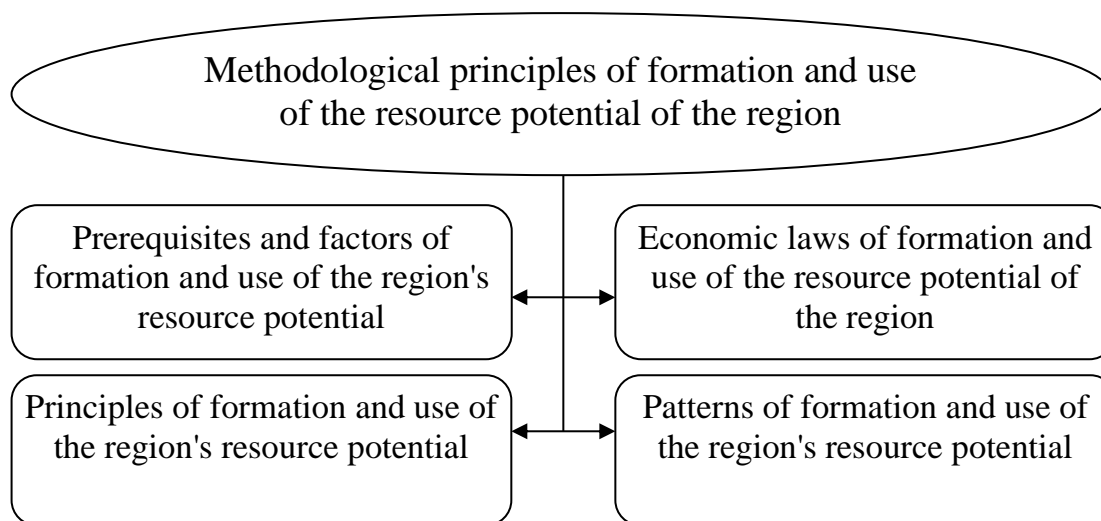 Methodological principles of formation and use
of the resource potential of the region
Prerequisites and factors of
formation and use of the region's
resource potential
Economic laws of formation and
use of the resource potential of
the region
Principles of formation and use of
the region's resource potential
Patterns of formation and use of
the region's resource potential